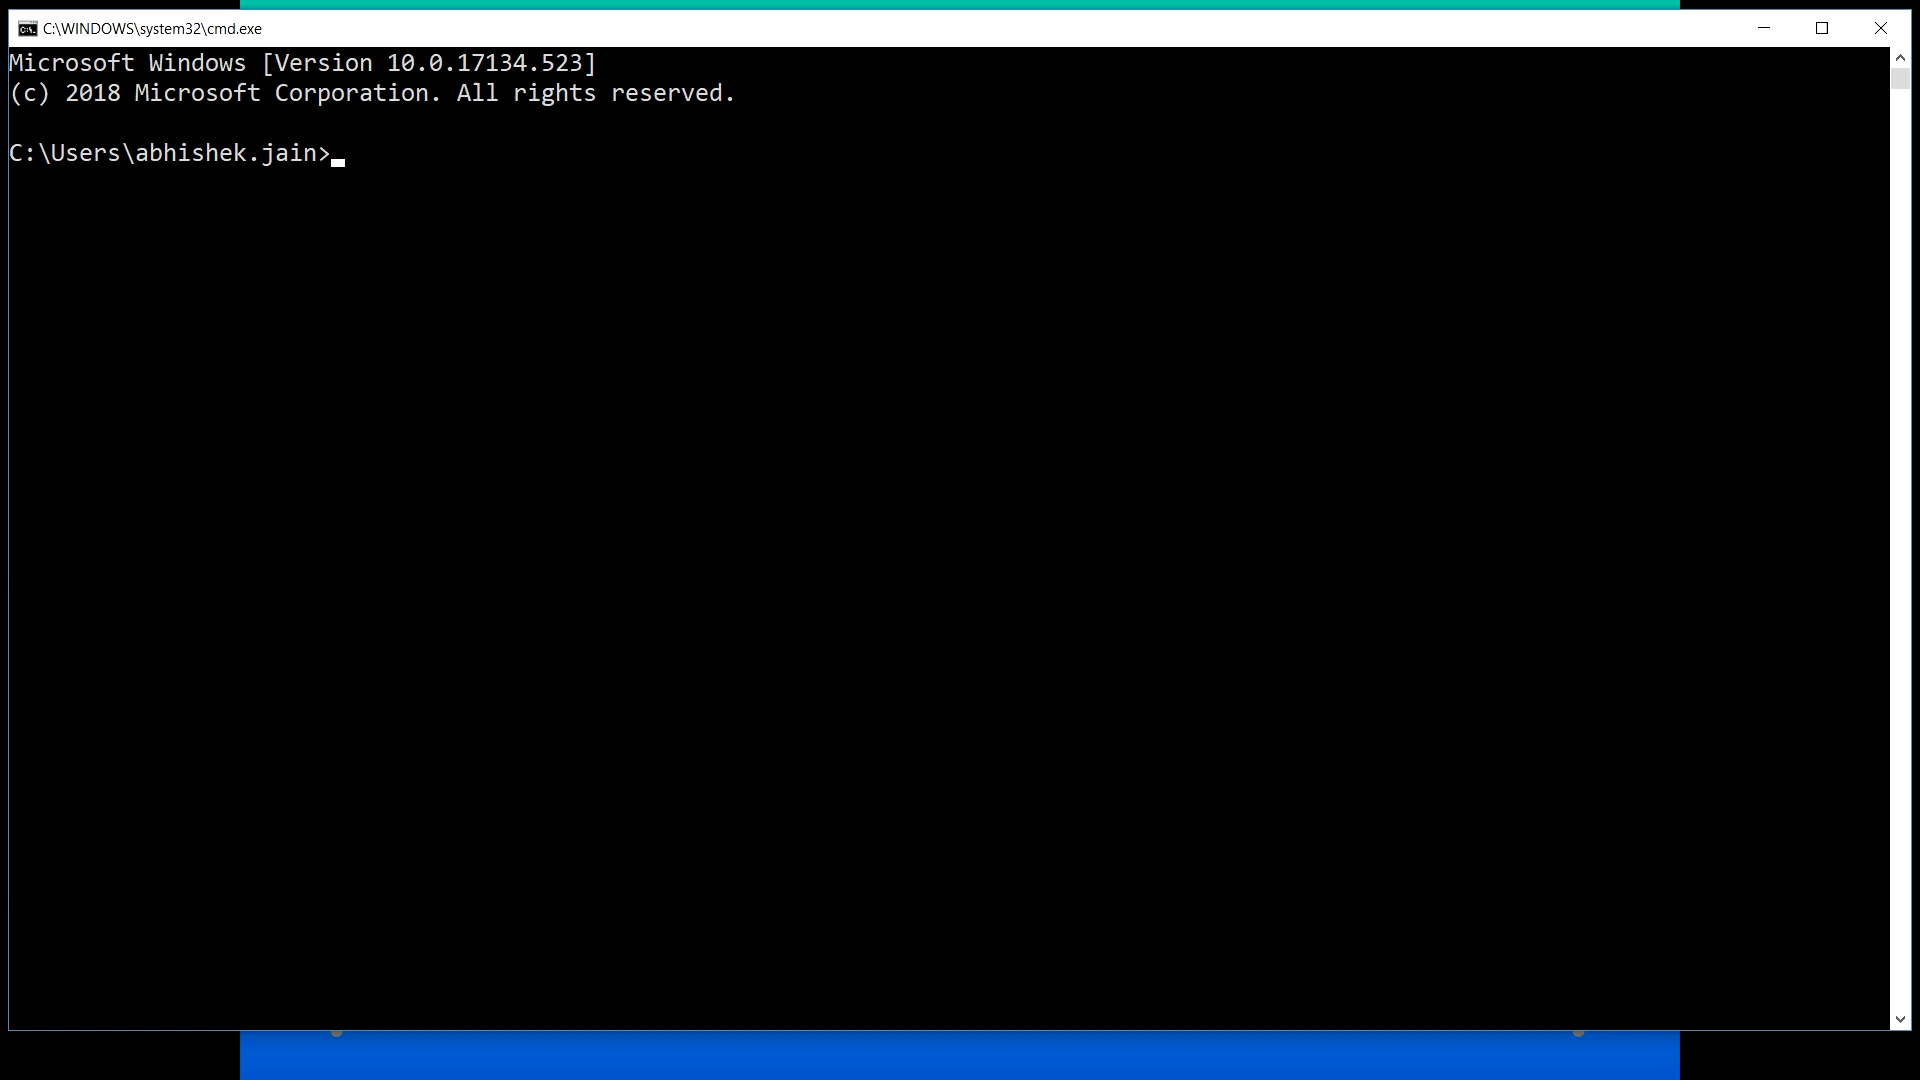 C:\WINDOWS\system32\cmd.exe
Microsoft Windows [Version 10.0.17134.523]
(c) 2018 Microsoft Corporation. All rights reserved.
C:\Users\abhishek.jain>